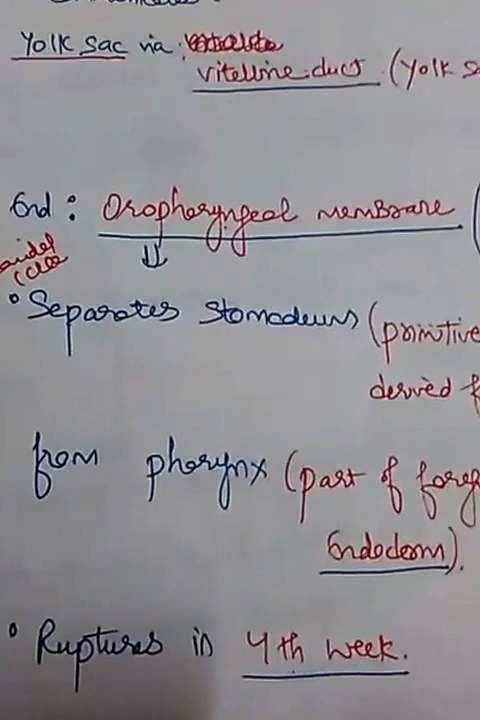 Yolk sac via
vitelline duct (Yolk s
End : Oropharyngeal membrane (
Separates stomodeum (primitive
derived f
from pharynx (part of foreg
Endoderm).
Ruptures in 4th week.